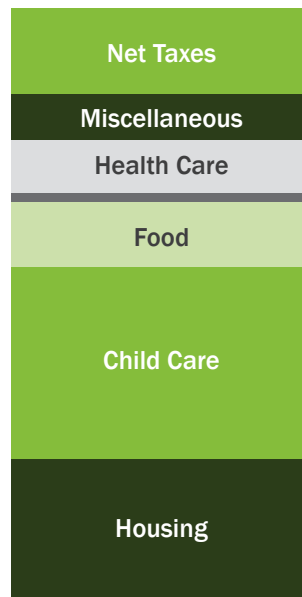 Net Taxes
Miscellaneous
Health Care
Food
Child Care
Housing